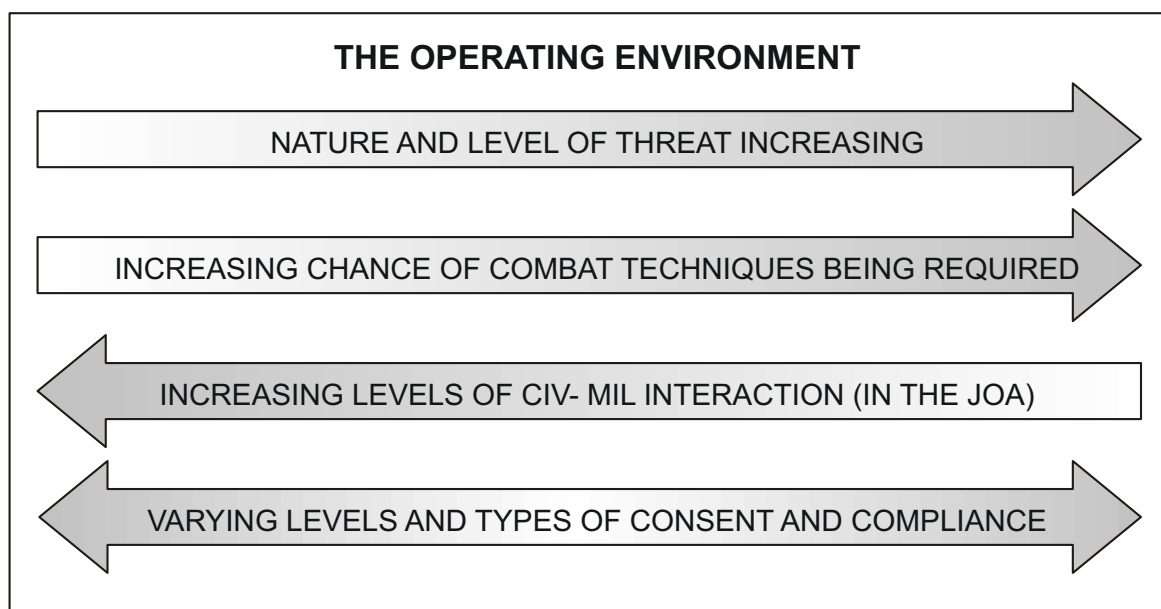 THE OPERATING ENVIRONMENT
NATURE AND LEVEL OF THREAT INCREASING
INCREASING CHANCE OF COMBAT TECHNIQUES BEING REQUIRED
INCREASING LEVELS OF CIV- MIL INTERACTION (IN THE JOA)
VARYING LEVELS AND TYPES OF CONSENT AND COMPLIANCE